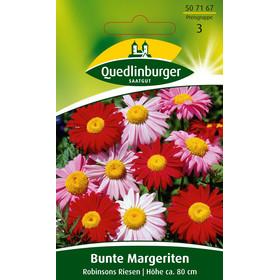 50 71 67
Preisgruppe
3
Quedlinburger
SAATGUT
Bunte Margeriten
Robinsons Riesen | Höhe ca. 80 cm